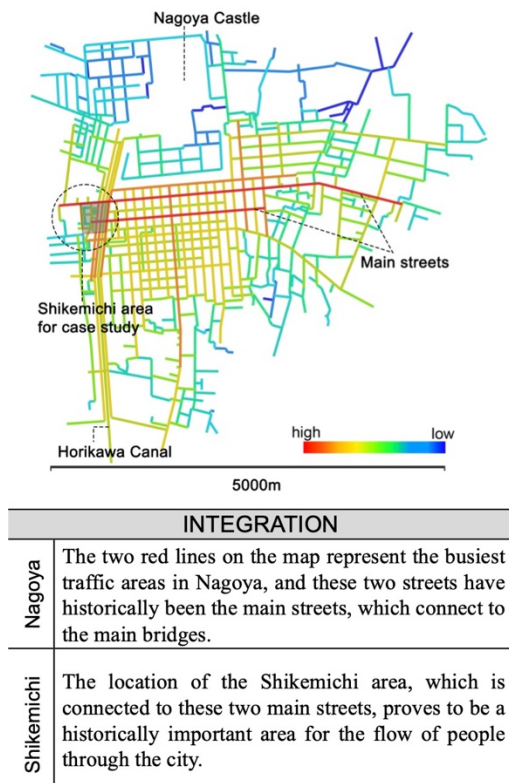 Nagoya Castle
Main streets
Shikemichi area
for case study
high
low
Horikawa Canal
5000m
INTEGRATION
Nagoya
The two red lines on the map represent the busiest
traffic areas in Nagoya, and these two streets have
historically been the main streets, which connect to
the main bridges.
Shikemichi
The location of the Shikemichi area, which is
connected to these two main streets, proves to be a
historically important area for the flow of people
through the city.